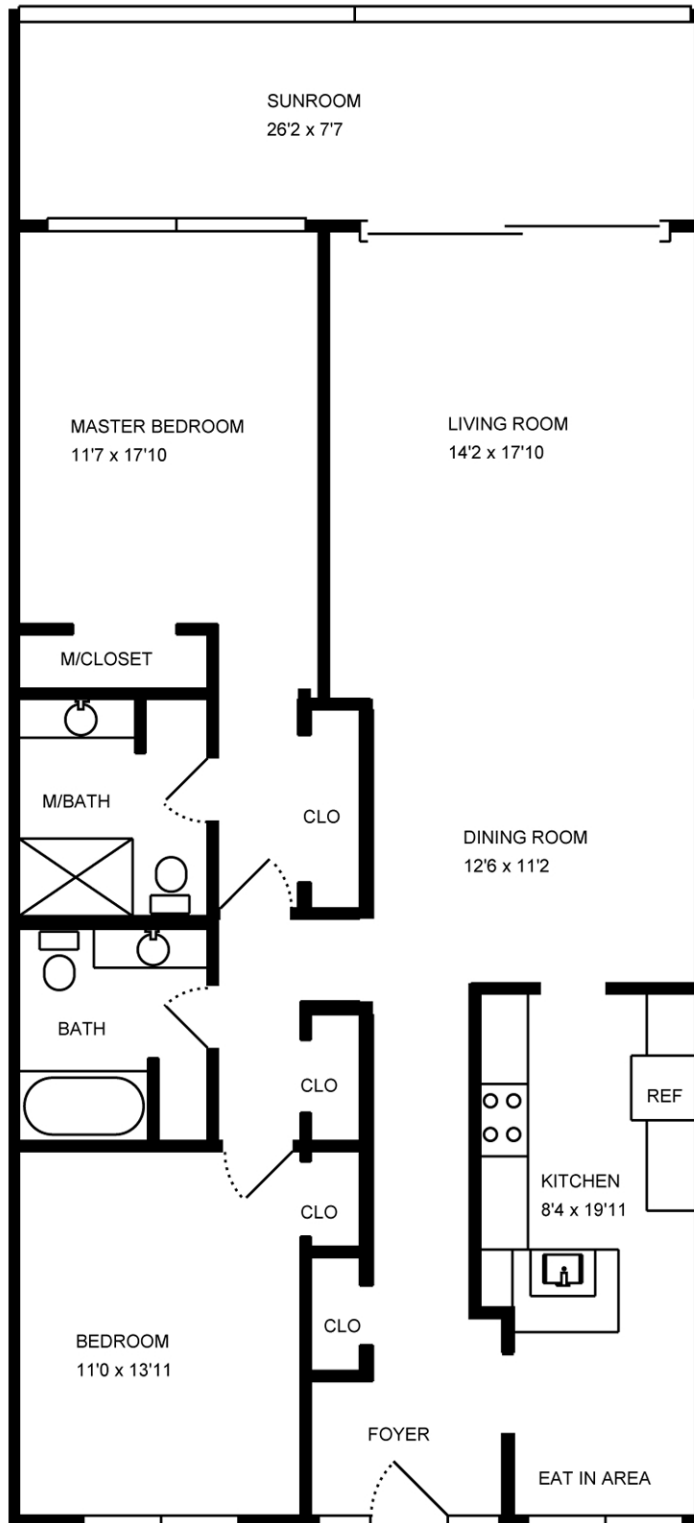 SUNROOM
26'2 x 7'7
MASTER BEDROOM
11'7 x 17'10
LIVING ROOM
14'2 x 17'10
M/CLOSET
M/BATH
CLO
DINING ROOM
12'6 x 11'2
BATH
CLO
REF
KITCHEN
8'4 x 19'11
CLO
CLO
BEDROOM
11'0 x 13'11
FOYER
EAT IN AREA